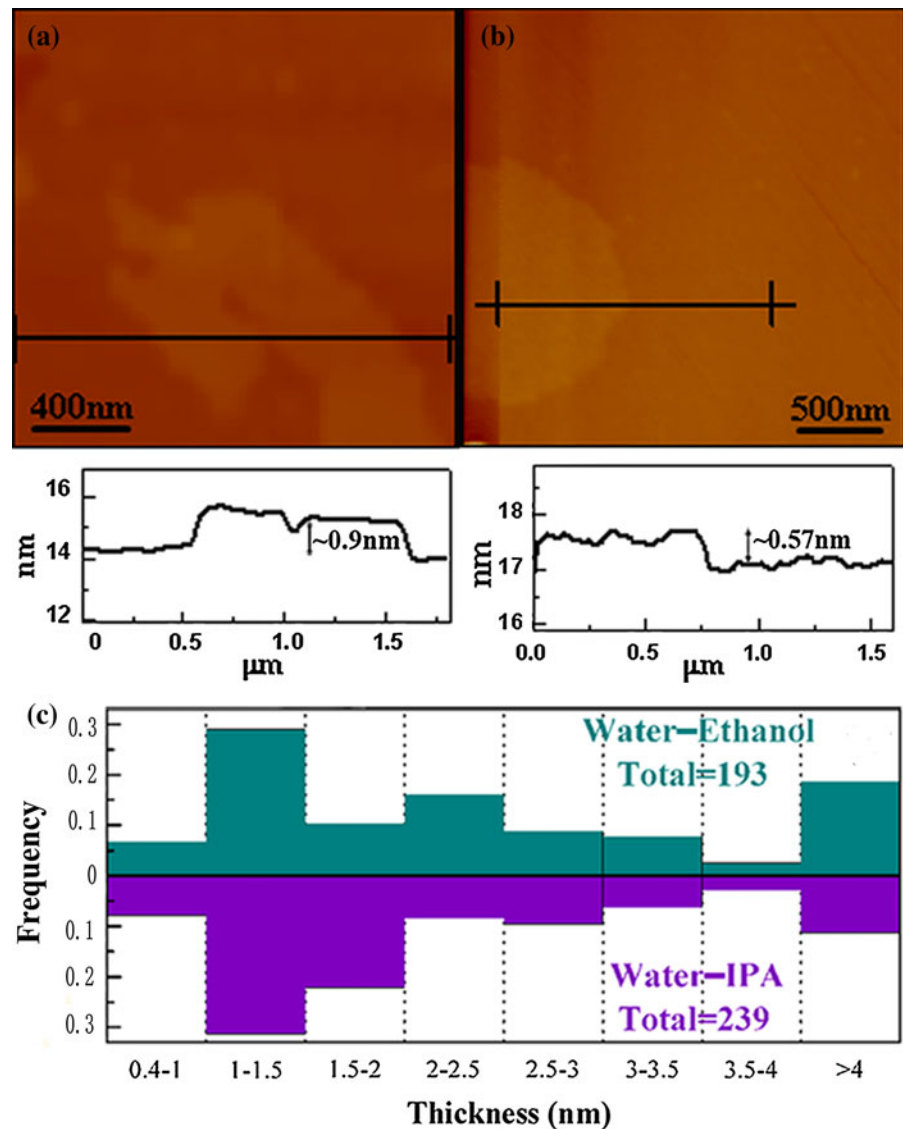 (a)
(b)
400nm
500nm
16
14
12
nm
~0.9nm
0
0.5
1.0
1.5
μm
18
17
16
nm
~0.57nm
0.0
0.5
1.0
1.5
μm
(c)
0.3
0.2
0.1
0
0.1
0.2
0.3
Frequency
Water-Ethanol
Total=193
Water-IPA
Total=239
0.4-1 1-1.5 1.5-2 2-2.5 2.5-3 3-3.5 3.5-4 >4
Thickness (nm)